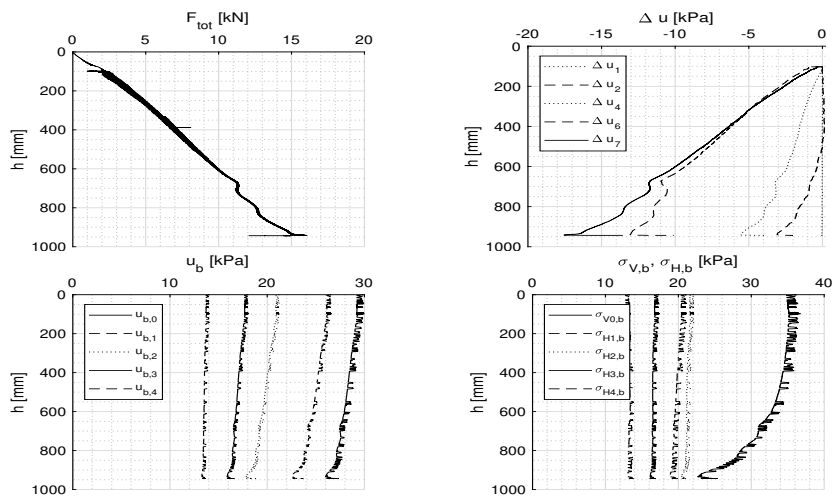 F_tot [kN]
0 5 10 15 20
0
200
400
600
800
1000
h [mm]
Δ u [kPa]
-20 -15 -10 -5 0
0
200
400
600
800
1000
h [mm]
Δ u_1
Δ u_2
Δ u_4
Δ u_6
Δ u_7
u_b [kPa]
0 10 20 30
0
200
400
600
800
1000
h [mm]
u_b,0
u_b,1
u_b,2
u_b,3
u_b,4
σ_V,b, σ_H,b [kPa]
0 10 20 30 40
0
200
400
600
800
1000
h [mm]
σ_V0,b
σ_H1,b
σ_H2,b
σ_H3,b
σ_H4,b